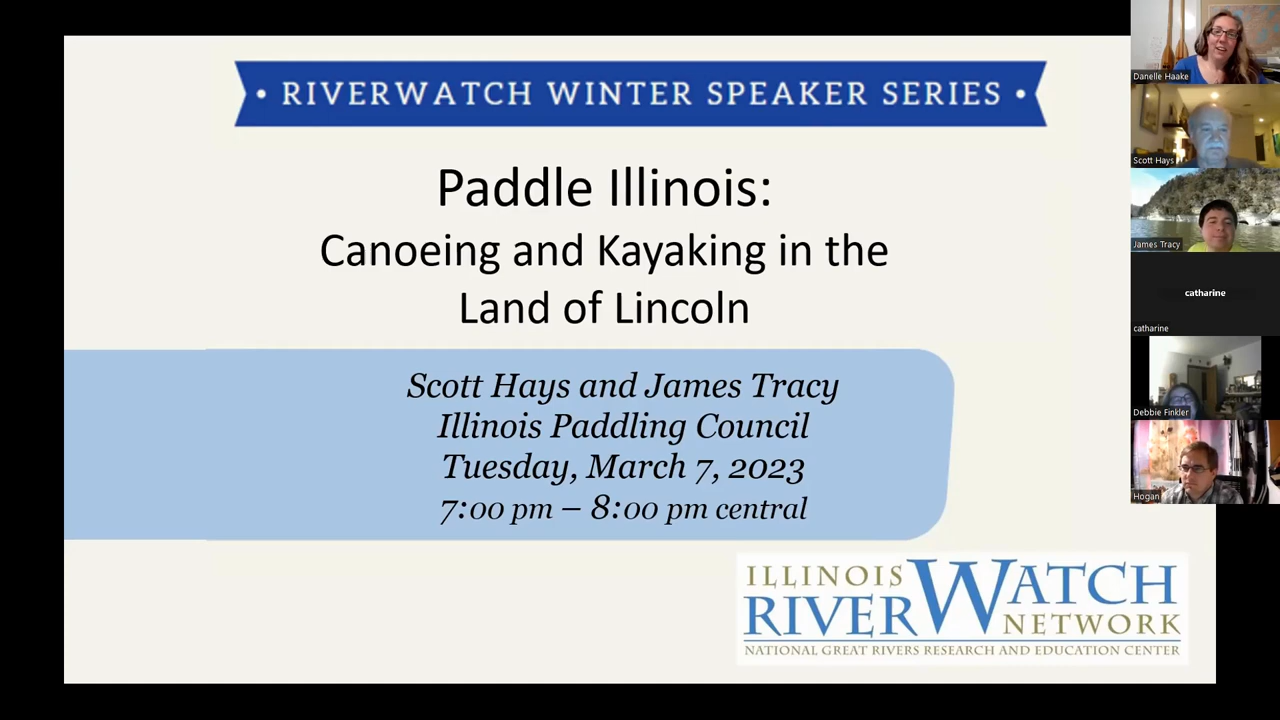 • RIVERWATCH WINTER SPEAKER SERIES •
Paddle Illinois:
Canoeing and Kayaking in the
Land of Lincoln
Scott Hays and James Tracy
Illinois Paddling Council
Tuesday, March 7, 2023
7:00 pm – 8:00 pm central
ILLINOIS
RIVERWATCH
NETWORK
NATIONAL GREAT RIVERS RESEARCH AND EDUCATION CENTER
Danelle Haake
Scott Hays
James Tracy
catharine
catharine
Debbie Finkler
Hogan